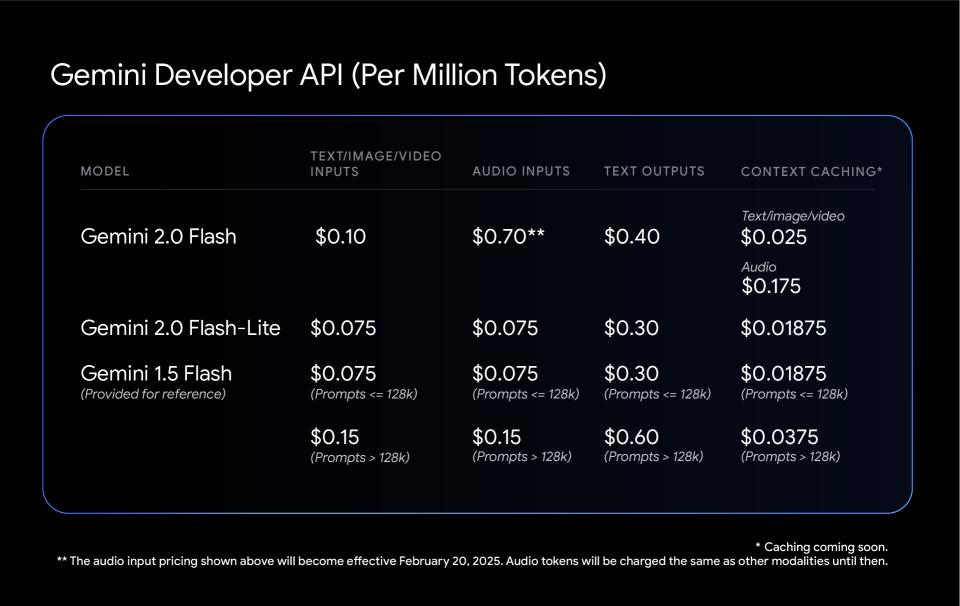 Gemini Developer API (Per Million Tokens)
MODEL
TEXT/IMAGE/VIDEO
INPUTS
AUDIO INPUTS
TEXT OUTPUTS
CONTEXT CACHING*
Gemini 2.0 Flash
$0.10
$0.70**
$0.40
Text/image/video
$0.025
Audio
$0.175
Gemini 2.0 Flash-Lite
$0.075
$0.075
$0.30
$0.01875
Gemini 1.5 Flash
(Provided for reference)
$0.075
(Prompts <= 128k)
$0.075
(Prompts <= 128k)
$0.30
(Prompts <= 128k)
$0.01875
(Prompts <= 128k)
$0.15
(Prompts > 128k)
$0.15
(Prompts > 128k)
$0.60
(Prompts > 128k)
$0.0375
(Prompts > 128k)
* Caching coming soon.
** The audio input pricing shown above will become effective February 20, 2025. Audio tokens will be charged the same as other modalities until then.